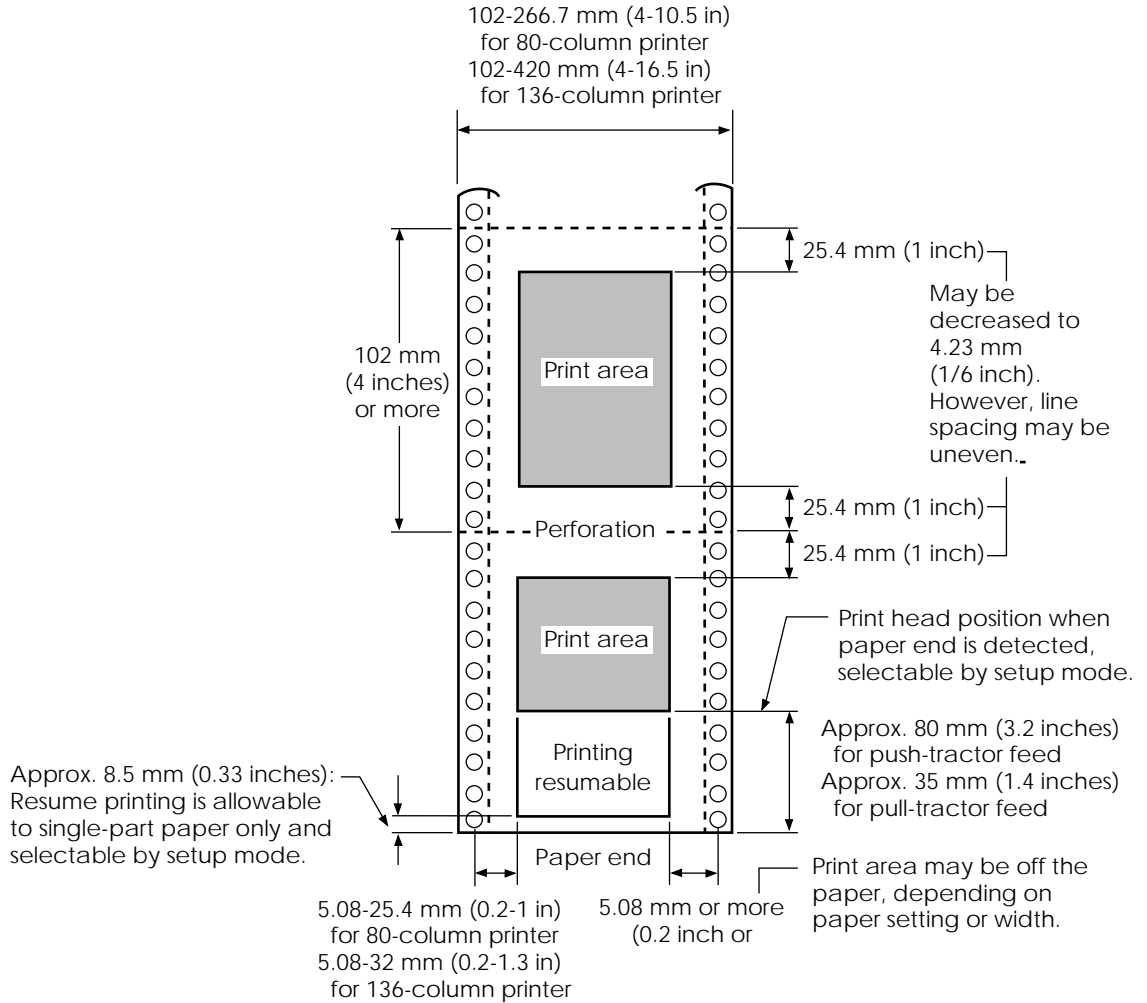 102-266.7 mm (4-10.5 in)
for 80-column printer
102-420 mm (4-16.5 in)
for 136-column printer
25.4 mm (1 inch)
May be
decreased to
4.23 mm
(1/6 inch).
However, line
spacing may be
uneven.
102 mm
(4 inches)
or more
Print area
25.4 mm (1 inch)
Perforation
25.4 mm (1 inch)
Print area
Print head position when
paper end is detected,
selectable by setup mode.
Printing
resumable
Approx. 80 mm (3.2 inches)
for push-tractor feed
Approx. 35 mm (1.4 inches)
for pull-tractor feed
Approx. 8.5 mm (0.33 inches):
Resume printing is allowable
to single-part paper only and
selectable by setup mode.
Paper end
Print area may be off the
paper, depending on
paper setting or width.
5.08-25.4 mm (0.2-1 in)
for 80-column printer
5.08-32 mm (0.2-1.3 in)
for 136-column printer
5.08 mm or more
(0.2 inch or